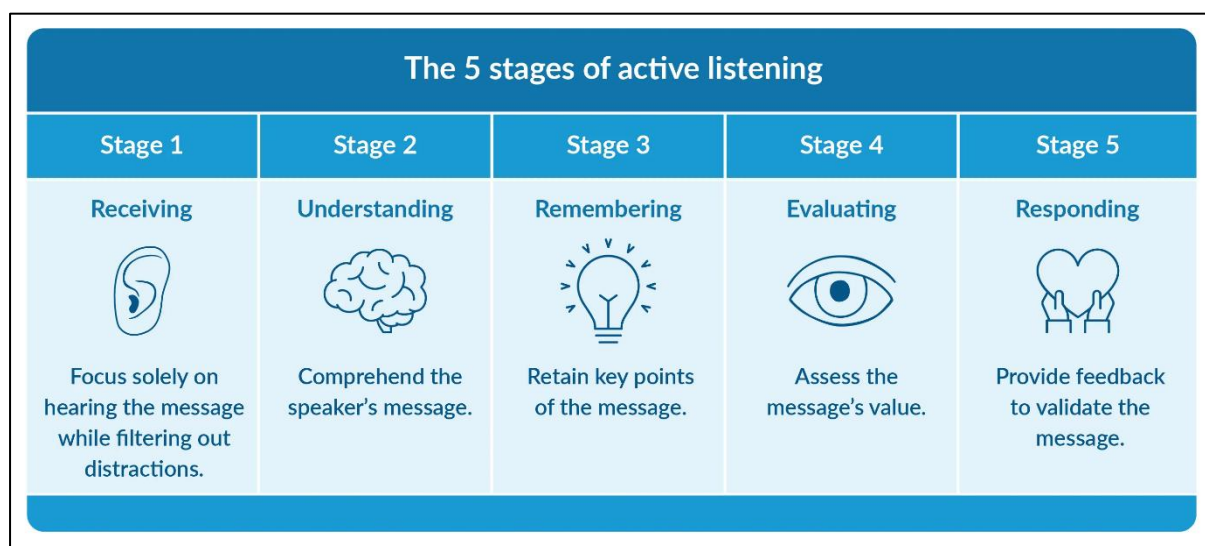 The 5 stages of active listening
Stage 1
Stage 2
Stage 3
Stage 4
Stage 5
Receiving
Understanding
Remembering
Evaluating
Responding
Focus solely on
hearing the message
while filtering out
distractions.
Comprehend the
speaker’s message.
Retain key points
of the message.
Assess the
message’s value.
Provide feedback
to validate the
message.